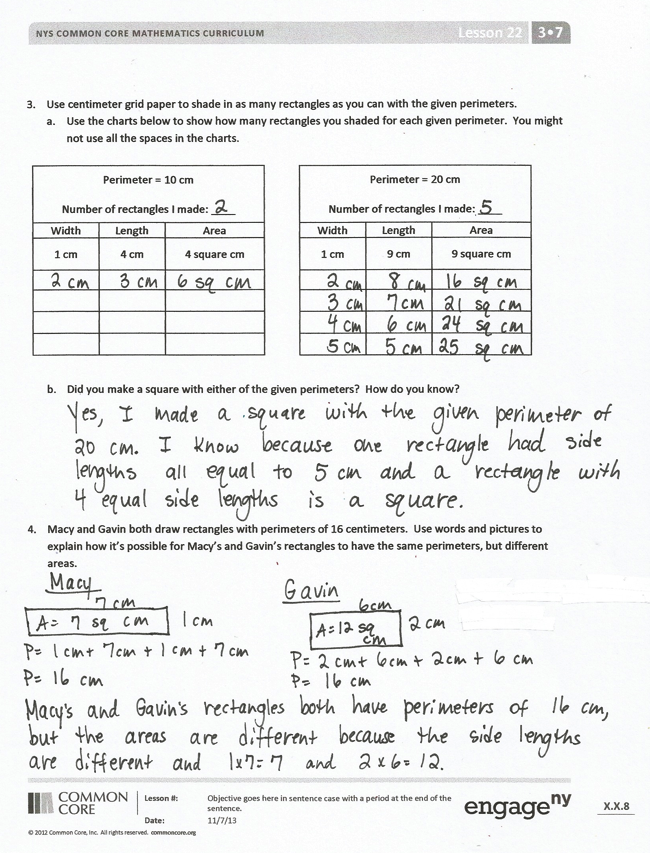 NYS COMMON CORE MATHEMATICS CURRICULUM Lesson 22 3•7
3. Use centimeter grid paper to shade in as many rectangles as you can with the given perimeters.
a. Use the charts below to show how many rectangles you shaded for each given perimeter. You might
not use all the spaces in the charts.
Perimeter = 10 cm
Number of rectangles I made: 2
Width Length Area
1 cm 4 cm 4 square cm
2 cm 3 cm 6 sq cm
Perimeter = 20 cm
Number of rectangles I made: 5
Width Length Area
1 cm 9 cm 9 square cm
2 cm 8 cm 16 sq cm
3 cm 7 cm 21 sq cm
4 cm 6 cm 24 sq cm
5 cm 5 cm 25 sq cm
b. Did you make a square with either of the given perimeters? How do you know?
Yes, I made a square with the given perimeter of
20 cm. I know because one rectangle had side
lengths all equal to 5 cm and a rectangle with
4 equal side lengths is a square.
4. Macy and Gavin both draw rectangles with perimeters of 16 centimeters. Use words and pictures to
explain how it's possible for Macy's and Gavin's rectangles to have the same perimeters, but different
areas.
Macy
7 cm
A= 7 sq cm 1 cm
P= 1 cm + 7cm + 1 cm + 7 cm
P= 16 cm
Gavin
6cm
A=12 sq
cm
2 cm
P= 2 cm + 6cm + 2cm + 6 cm
P= 16 cm
Macy's and Gavin's rectangles both have perimeters of 16 cm,
but the areas are different because the side lengths
are different and 1x7=7 and 2x6=12.
COMMON
CORE
Lesson #: Objective goes here in sentence case with a period at the end of the
sentence.
Date: 11/7/13
engage ny
X.X.8
© 2012 Common Core, Inc. All rights reserved. commoncore.org